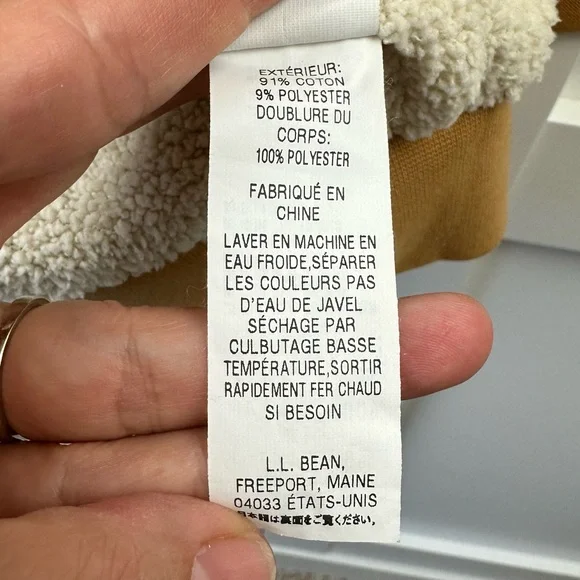 EXTÉRIEUR:
91% COTON
9% POLYESTER
DOUBLURE DU
CORPS:
100% POLYESTER
FABRIQUÉ EN
CHINE
LAVER EN MACHINE EN
EAU FROIDE,SÉPARER
LES COULEURS PAS
D'EAU DE JAVEL
SÉCHAGE PAR
CULBUTAGE BASSE
TEMPÉRATURE,SORTIR
RAPIDEMENT FER CHAUD
SI BESOIN
L.L. BEAN,
FREEPORT, MAINE
04033 ÉTATS-UNIS
日本語は裏面をご覧ください。